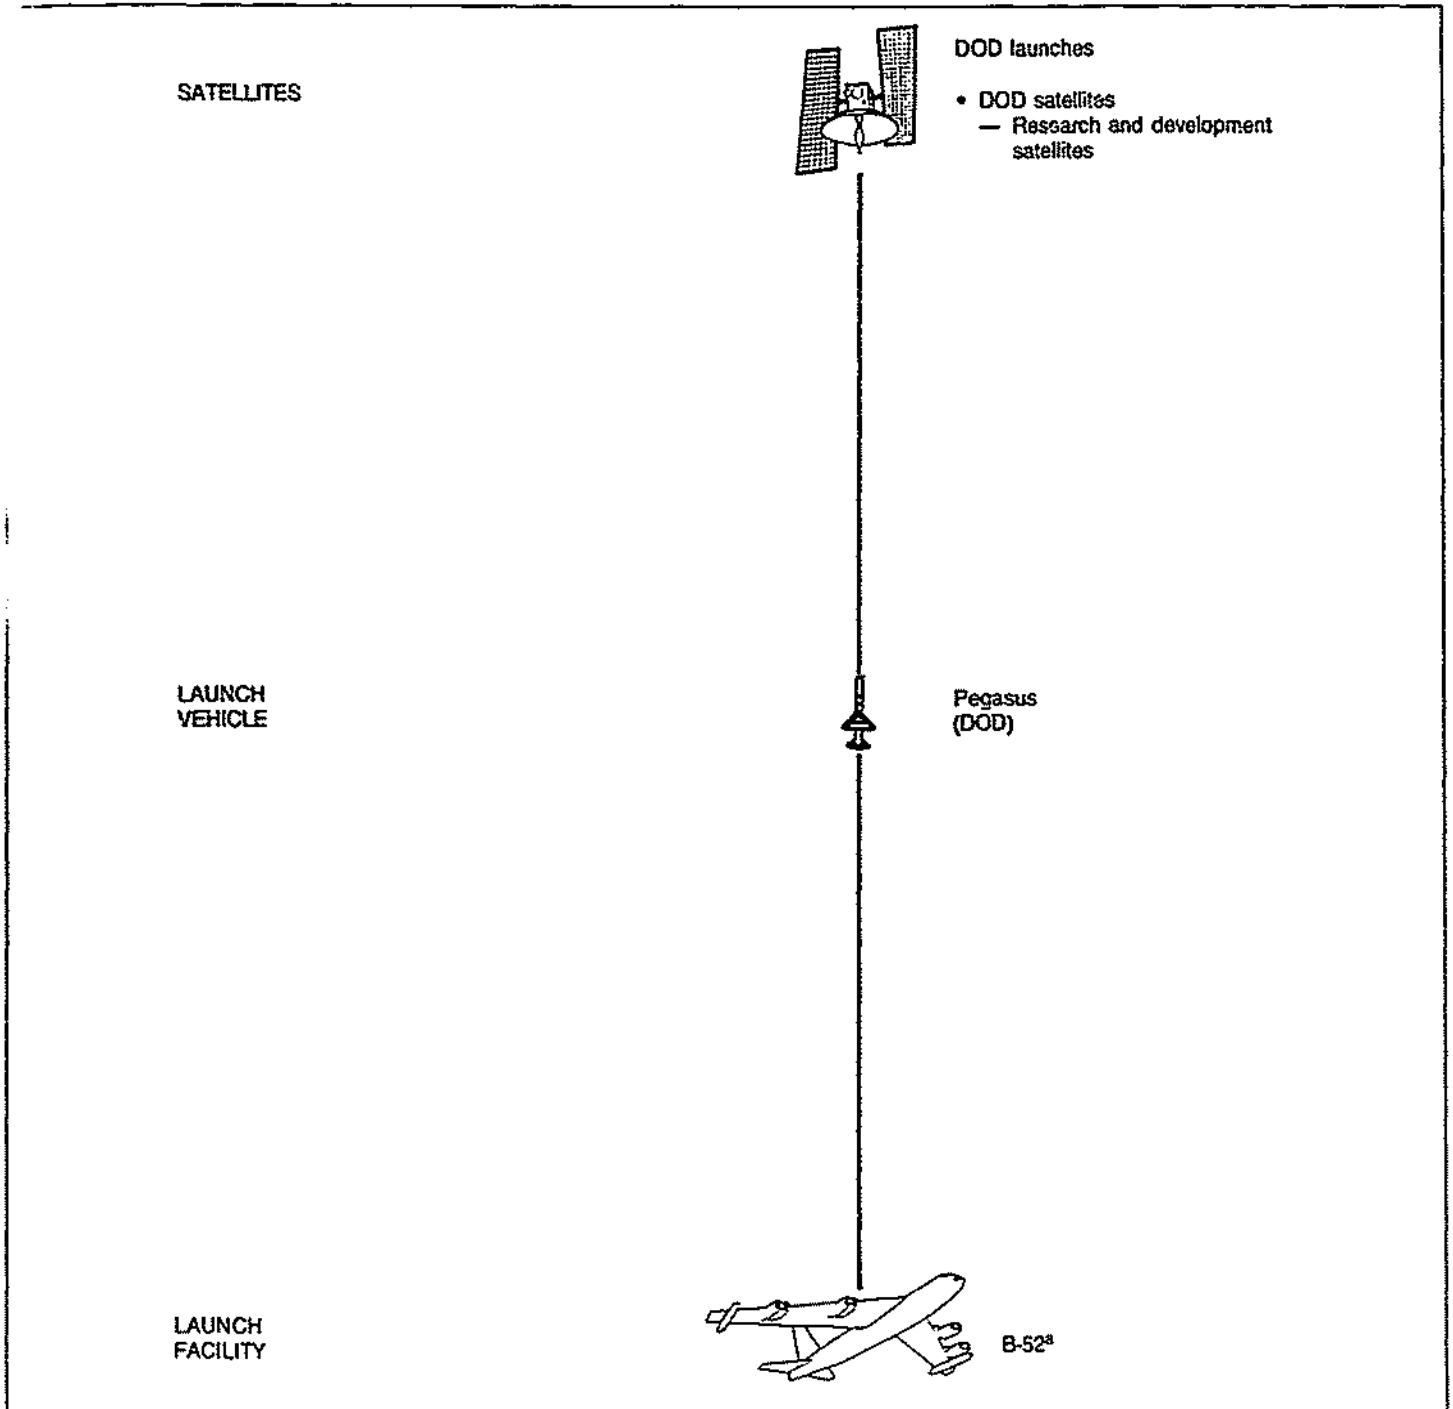 DOD launches
SATELLITES
• DOD satellites
— Research and development
satellites
LAUNCH
VEHICLE
Pegasus
(DOD)
LAUNCH
FACILITY
B-52ª